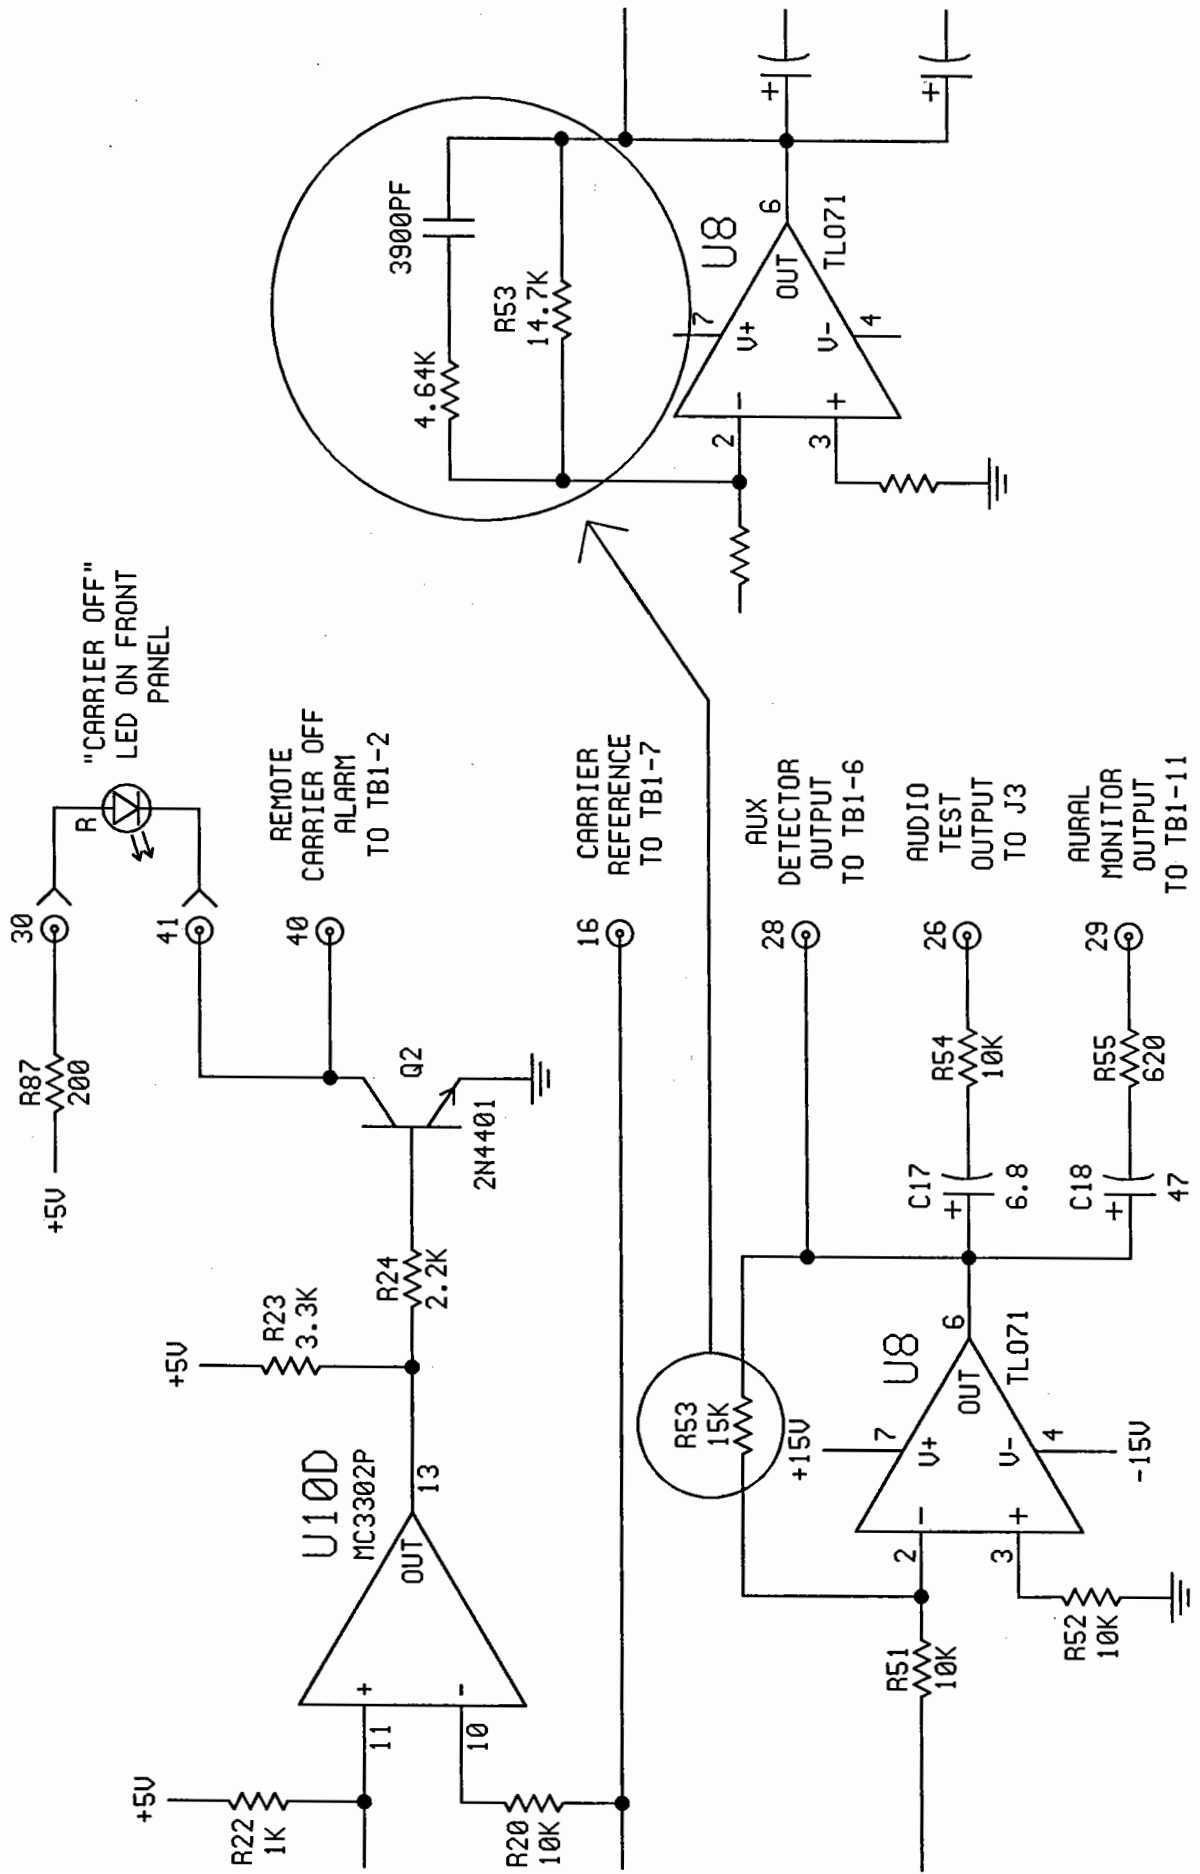 +5V
R87
200
30
R
"CARRIER OFF"
LED ON FRONT
PANEL
41
REMOTE
CARRIER OFF
ALARM
TO TB1-2
40
+5V
R22
1K
11
+
-
10
R20
10K
U10D
MC3302P
OUT
13
+5V
R23
3.3K
R24
2.2K
Q2
2N4401
CARRIER
REFERENCE
TO TB1-7
16
R53
15K
AUX
DETECTOR
OUTPUT
TO TB1-6
28
+15V
7
V+
U8
OUT
6
TL071
V-
4
-15V
2
-
3
+
R51
10K
R52
10K
C17
+
6.8
R54
10K
26
AUDIO
TEST
OUTPUT
TO J3
C18
+
47
R55
620
29
AURAL
MONITOR
OUTPUT
TO TB1-11
4.64K
3900PF
R53
14.7K
7
V+
U8
OUT
6
TL071
V-
4
2
-
3
+
+
+